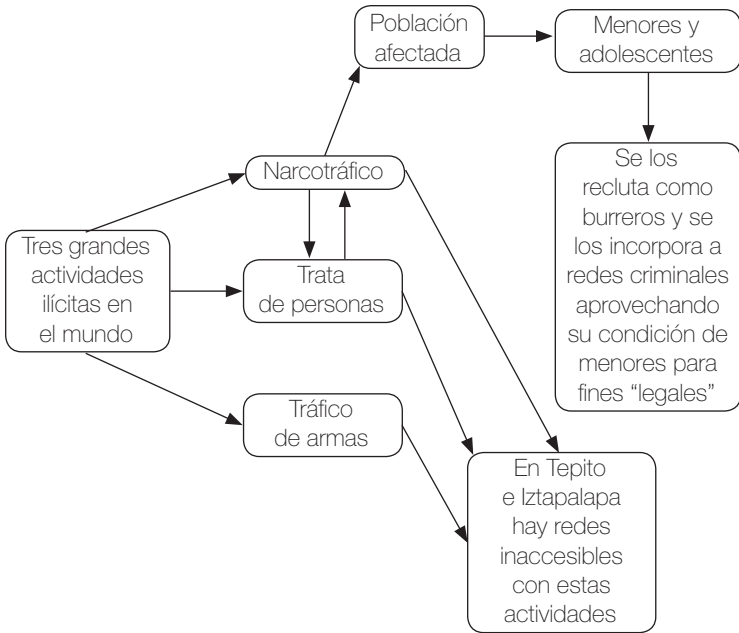 Población
afectada
Menores y
adolescentes
Narcotráfico
Se los
recluta como
burreros y se
los incorpora a
redes criminales
aprovechando
su condición de
menores para
fines “legales”
Tres grandes
actividades
ilícitas en
el mundo
Trata
de personas
Tráfico
de armas
En Tepito
e Iztapalapa
hay redes
inaccesibles
con estas
actividades